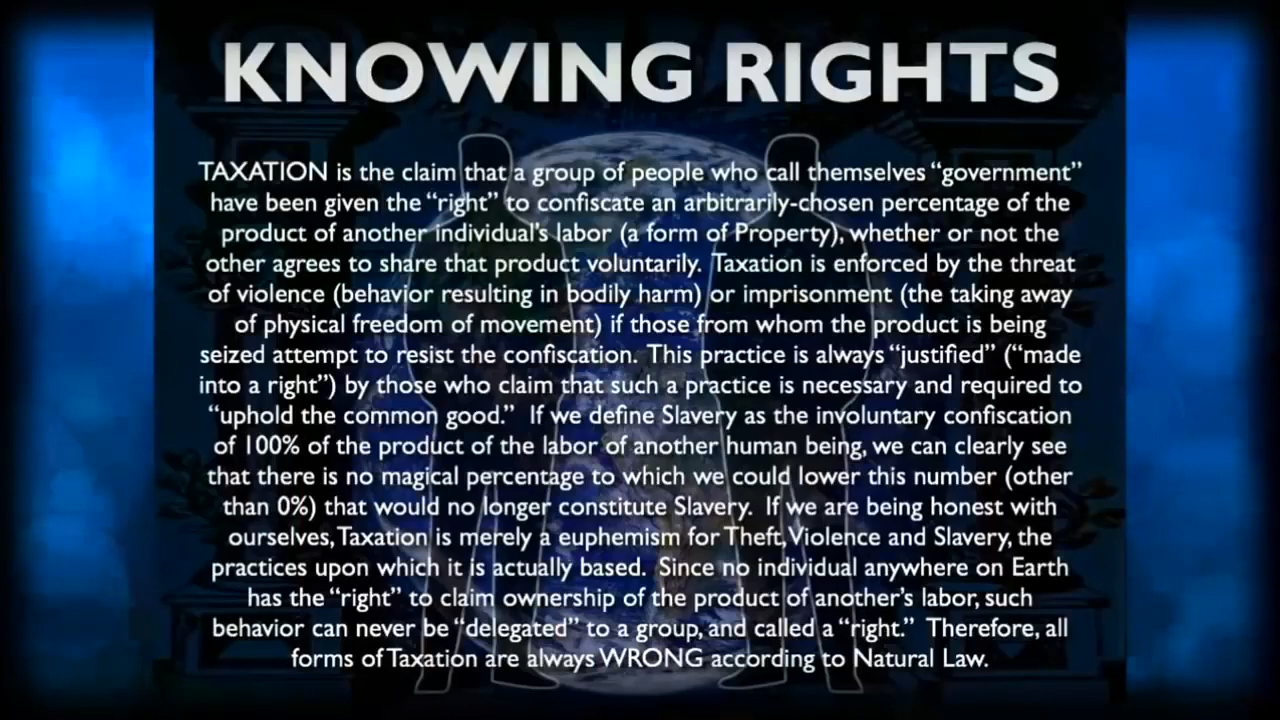 KNOWING RIGHTS
TAXATION is the claim that a group of people who call themselves “government”
have been given the “right” to confiscate an arbitrarily-chosen percentage of the
product of another individual's labor (a form of Property), whether or not the
other agrees to share that product voluntarily.  Taxation is enforced by the threat
of violence (behavior resulting in bodily harm) or imprisonment (the taking away
of physical freedom of movement) if those from whom the product is being
seized attempt to resist the confiscation.  This practice is always “justified” (“made
into a right”) by those who claim that such a practice is necessary and required to
“uphold the common good.”  If we define Slavery as the involuntary confiscation
of 100% of the product of the labor of another human being, we can clearly see
that there is no magical percentage to which we could lower this number (other
than 0%) that would no longer constitute Slavery.  If we are being honest with
ourselves, Taxation is merely a euphemism for Theft, Violence and Slavery, the
practices upon which it is actually based.  Since no individual anywhere on Earth
has the “right” to claim ownership of the product of another’s labor, such
behavior can never be “delegated” to a group, and called a “right.”  Therefore, all
forms of Taxation are always WRONG according to Natural Law.